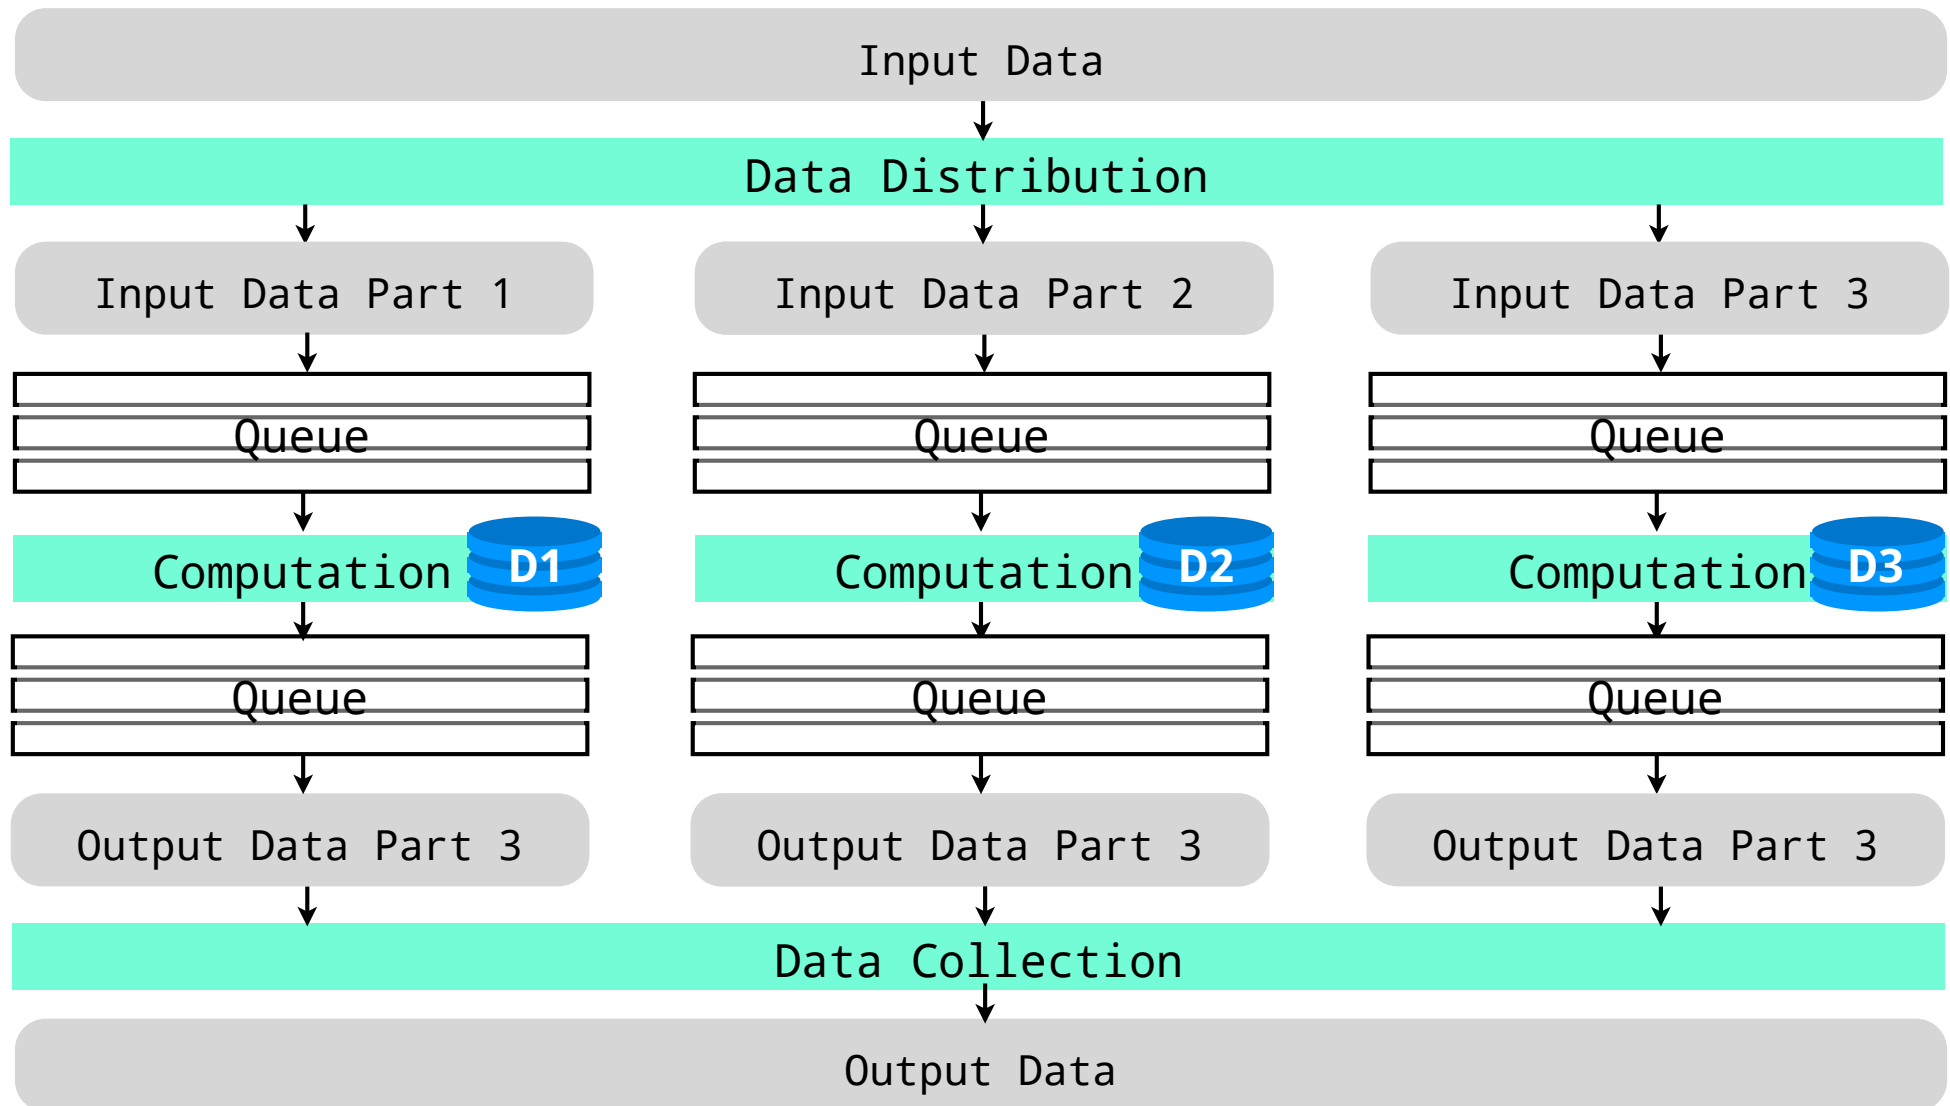 Input Data
Data Distribution
Input Data Part 1
Input Data Part 2
Input Data Part 3
Queue
Queue
Queue
Computation
D1
Computation
D2
Computation
D3
Queue
Queue
Queue
Output Data Part 3
Output Data Part 3
Output Data Part 3
Data Collection
Output Data